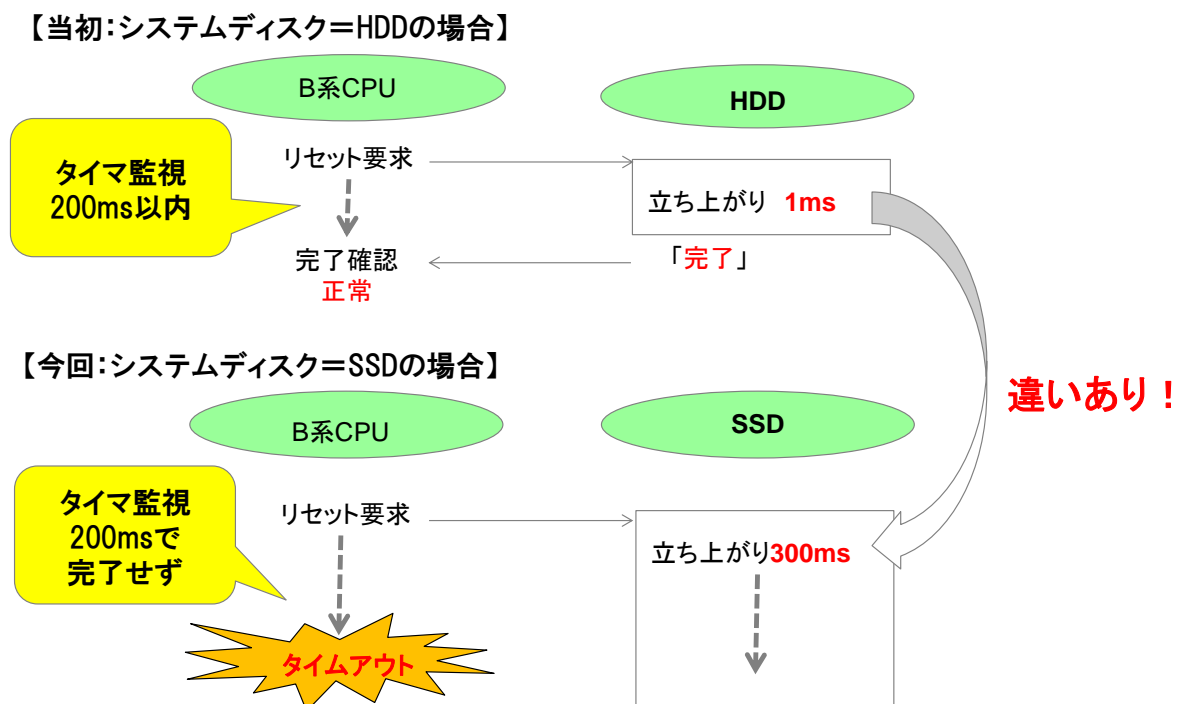 【当初：システムディスク＝HDDの場合】
B系CPU
HDD
タイマ監視
200ms以内
リセット要求
立ち上がり 1ms
完了確認
正常
「完了」
【今回：システムディスク＝SSDの場合】
違いあり！
B系CPU
SSD
タイマ監視
200msで
完了せず
リセット要求
立ち上がり300ms
タイムアウト